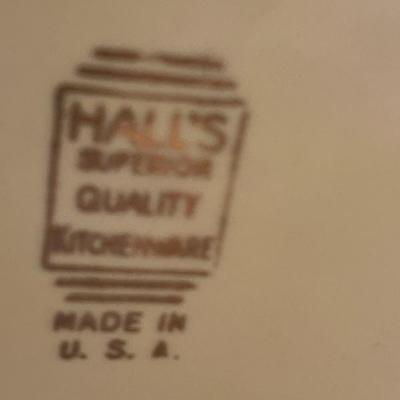 HALL'S
SUPERIOR
QUALITY
KITCHENWARE
MADE IN
U. S. A.